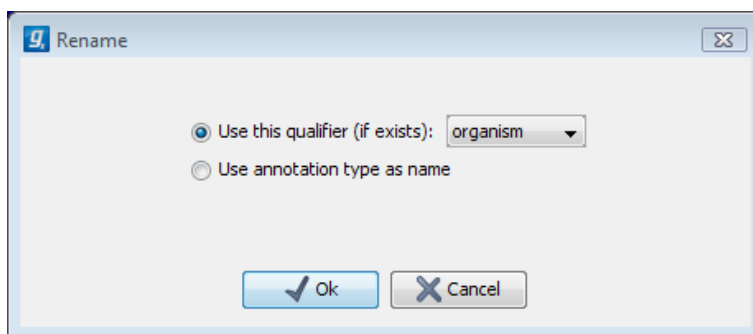 Rename
Use this qualifier (if exists): organism
Use annotation type as name
Ok Cancel